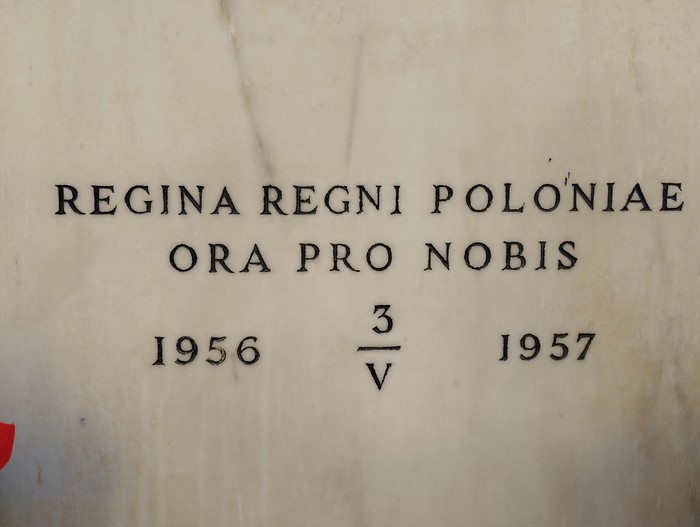 REGINA REGNI POLONIAE
ORA PRO NOBIS
1956 3/V 1957